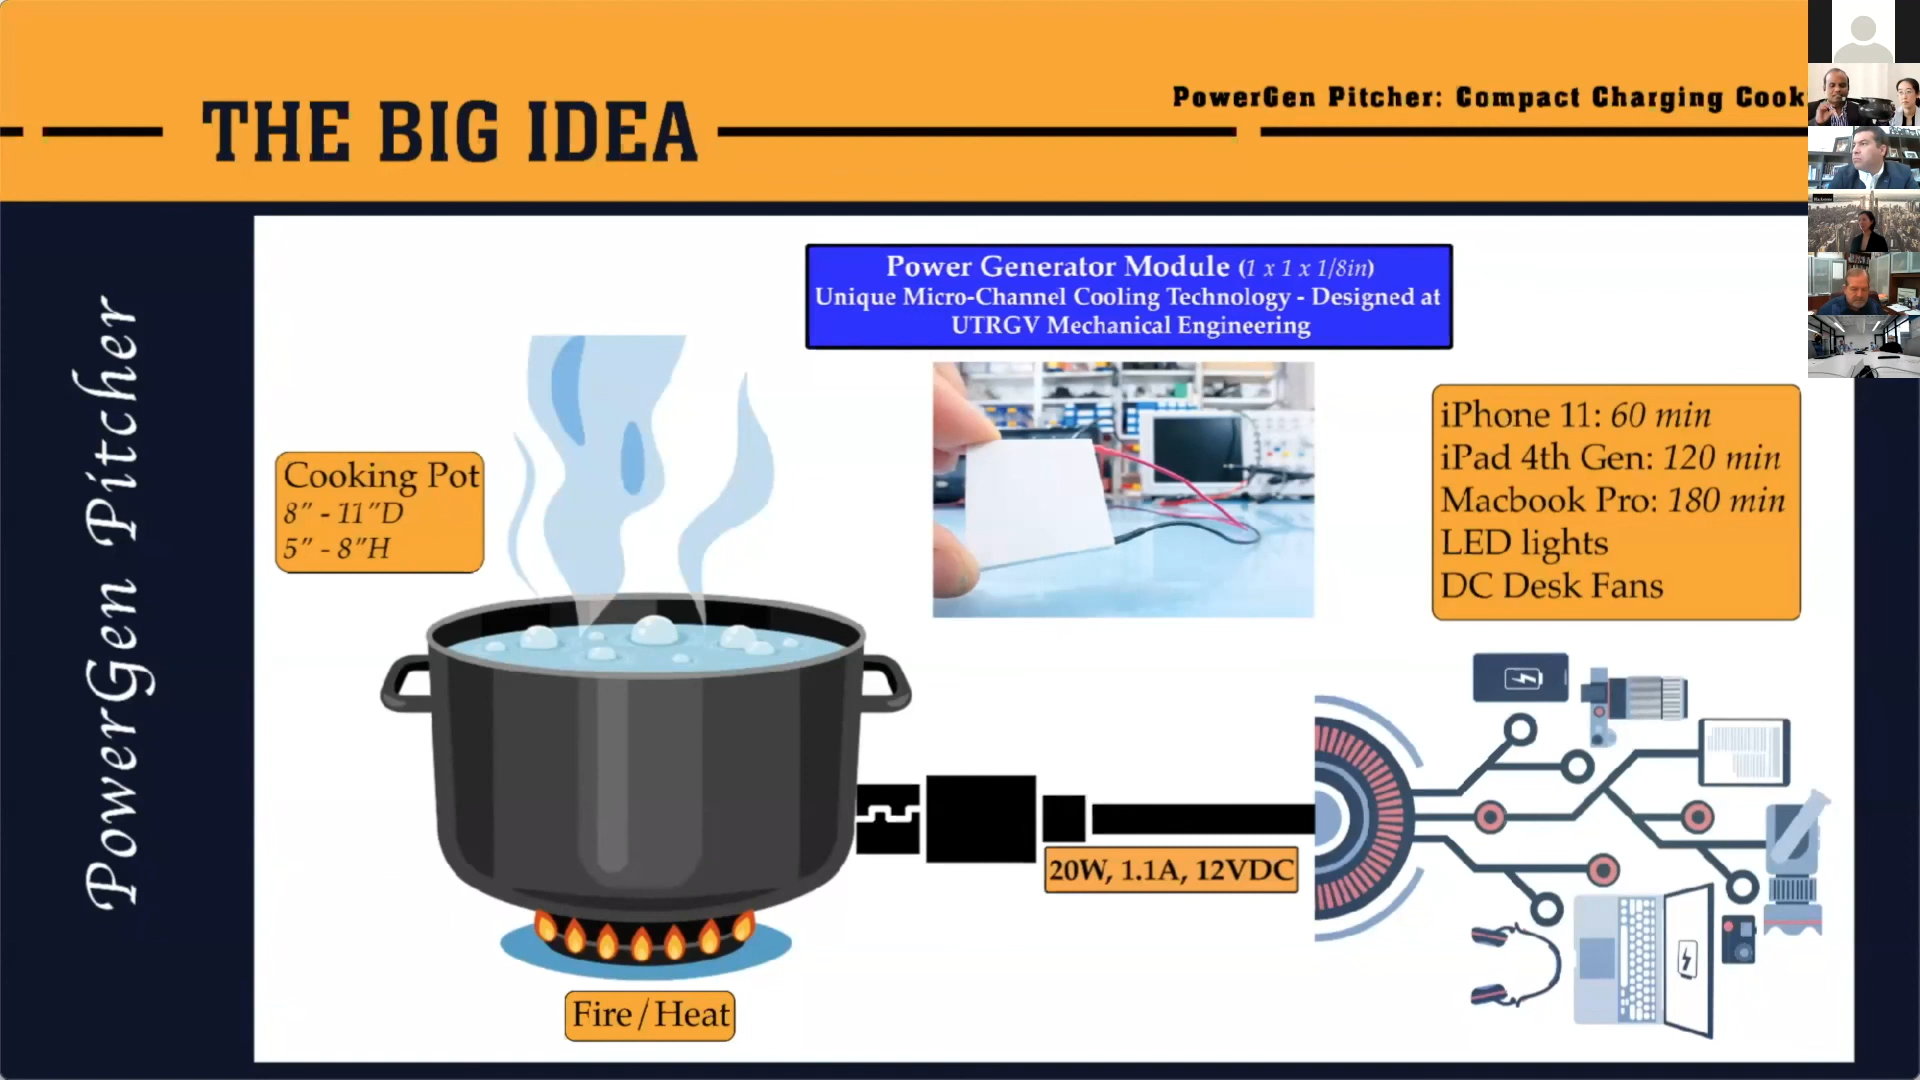 PowerGen Pitcher: Compact Charging Cook
THE BIG IDEA
PowerGen Pitcher
Power Generator Module (1 x 1 x 1/8in)
Unique Micro-Channel Cooling Technology - Designed at
UTRGV Mechanical Engineering
Cooking Pot
8” - 11”D
5” - 8”H
iPhone 11: 60 min
iPad 4th Gen: 120 min
Macbook Pro: 180 min
LED lights
DC Desk Fans
20W, 1.1A, 12VDC
Fire / Heat